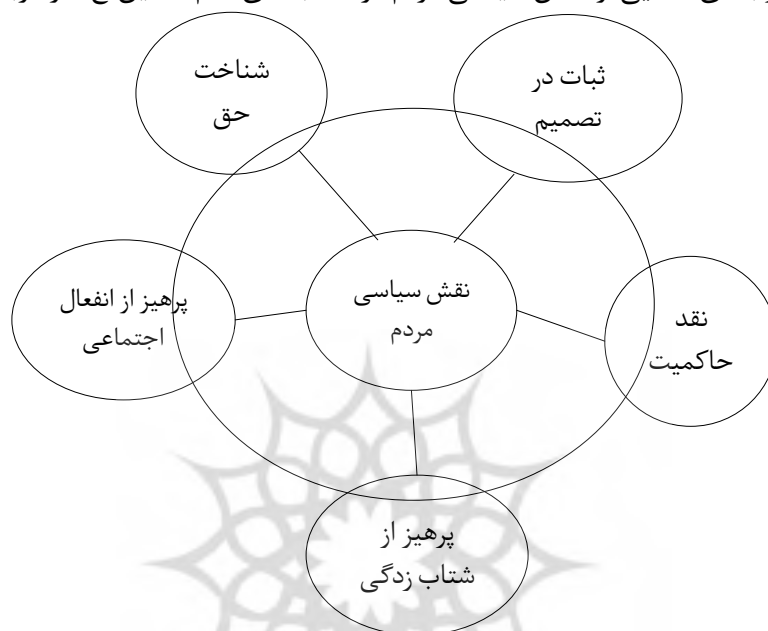 شناخت
حق
ثبات در
تصمیم
نقش سیاسی
مردم
پرهیز از انفعال
اجتماعی
نقد
حاکمیت
پرهیز از
شتاب زدگی